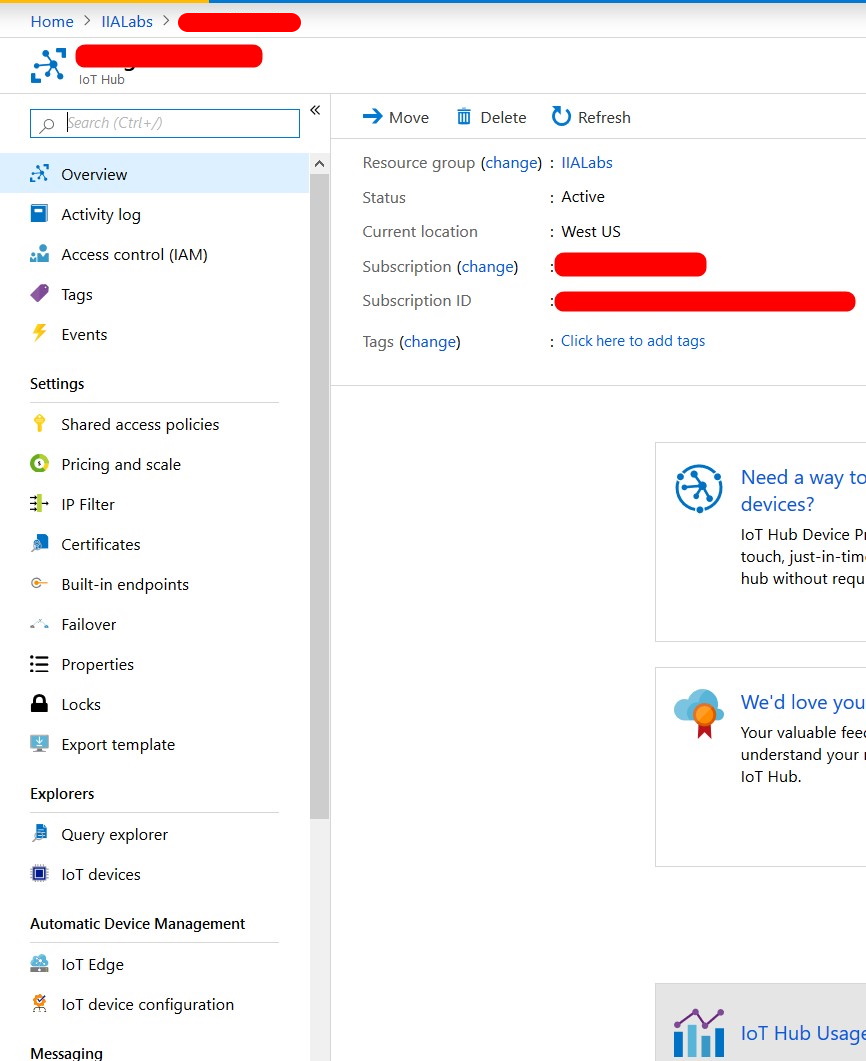 Home > IIALabs >
IoT Hub
Search (Ctrl+/)
«
Overview
Activity log
Access control (IAM)
Tags
Events
Settings
Shared access policies
Pricing and scale
IP Filter
Certificates
Built-in endpoints
Failover
Properties
Locks
Export template
Explorers
Query explorer
IoT devices
Automatic Device Management
IoT Edge
IoT device configuration
Messaging
Move Delete Refresh
Resource group (change) : IIALabs
Status : Active
Current location : West US
Subscription (change) :
Subscription ID :
Tags (change) : Click here to add tags
Need a way to
devices?
IoT Hub Device Pr
touch, just-in-time
hub without requ
We'd love you
Your valuable feed
understand your
IoT Hub.
IoT Hub Usage